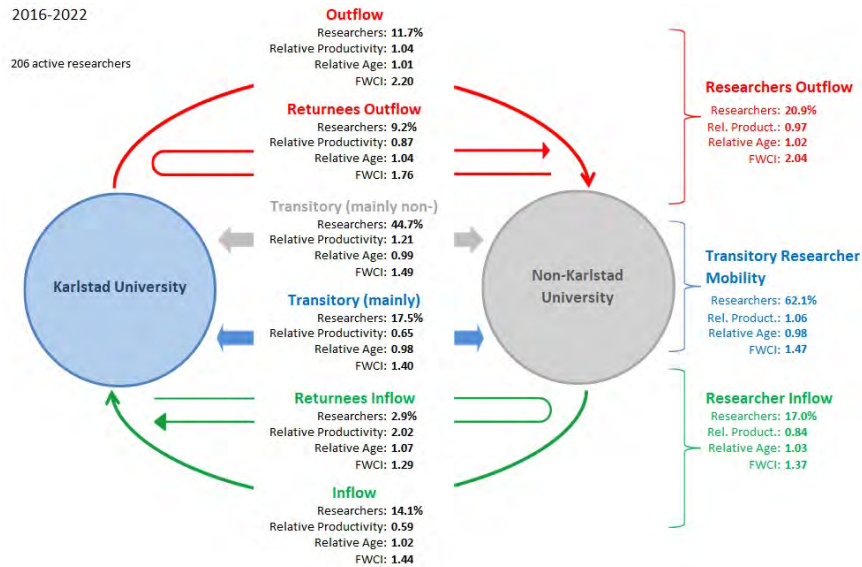 2016-2022
206 active researchers
Outflow
Researchers: 11.7%
Relative Productivity: 1.04
Relative Age: 1.01
FWCI: 2.20
Returnees Outflow
Researchers: 9.2%
Relative Productivity: 0.87
Relative Age: 1.04
FWCI: 1.76
Transitory (mainly non-)
Researchers: 44.7%
Relative Productivity: 1.21
Relative Age: 0.99
FWCI: 1.49
Transitory (mainly)
Researchers: 17.5%
Relative Productivity: 0.65
Relative Age: 0.98
FWCI: 1.40
Returnees Inflow
Researchers: 2.9%
Relative Productivity: 2.02
Relative Age: 1.07
FWCI: 1.29
Inflow
Researchers: 14.1%
Relative Productivity: 0.59
Relative Age: 1.02
FWCI: 1.44
Karlstad University
Non-Karlstad
University
Researchers Outflow
Researchers: 20.9%
Rel. Product.: 0.97
Relative Age: 1.02
FWCI: 2.04
Transitory Researcher
Mobility
Researchers: 62.1%
Rel. Product.: 1.06
Relative Age: 0.98
FWCI: 1.47
Researcher Inflow
Researchers: 17.0%
Rel. Product.: 0.84
Relative Age: 1.03
FWCI: 1.37